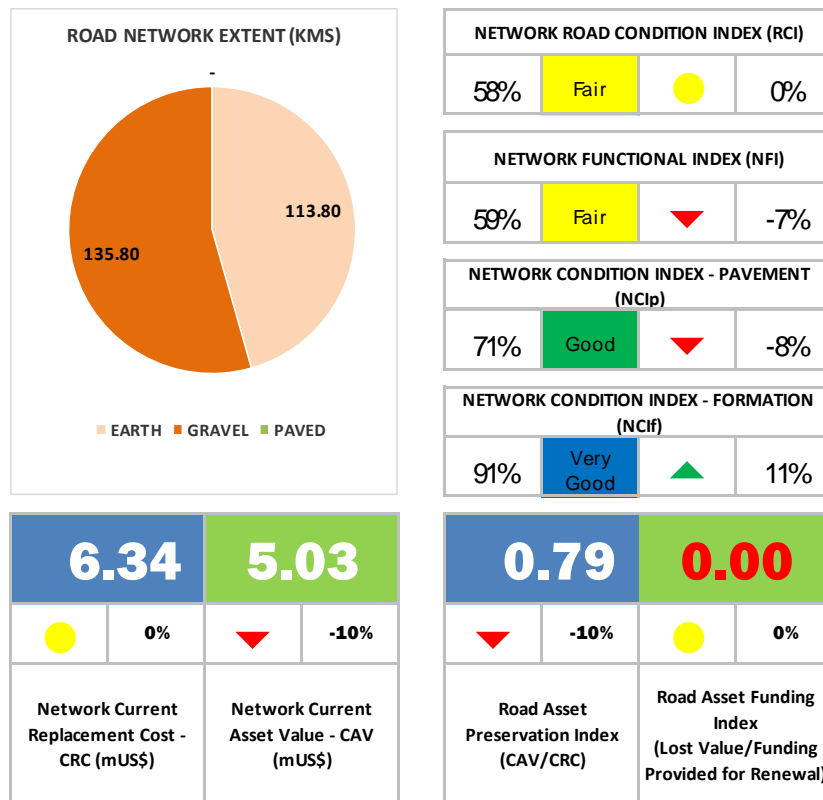 ROAD NETWORK EXTENT (KMS)
-
113.80
135.80
EARTH GRAVEL PAVED
NETWORK ROAD CONDITION INDEX (RCI)
58% Fair 0%
NETWORK FUNCTIONAL INDEX (NFI)
59% Fair -7%
NETWORK CONDITION INDEX - PAVEMENT
(NCIp)
71% Good -8%
NETWORK CONDITION INDEX - FORMATION
(NCIf)
91% Very
Good 11%
6.34 5.03
0% -10%
Network Current
Replacement Cost -
CRC (mUS$)
Network Current
Asset Value - CAV
(mUS$)
0.79 0.00
-10% 0%
Road Asset
Preservation Index
(CAV/CRC)
Road Asset Funding
Index
(Lost Value/Funding
Provided for Renewal)